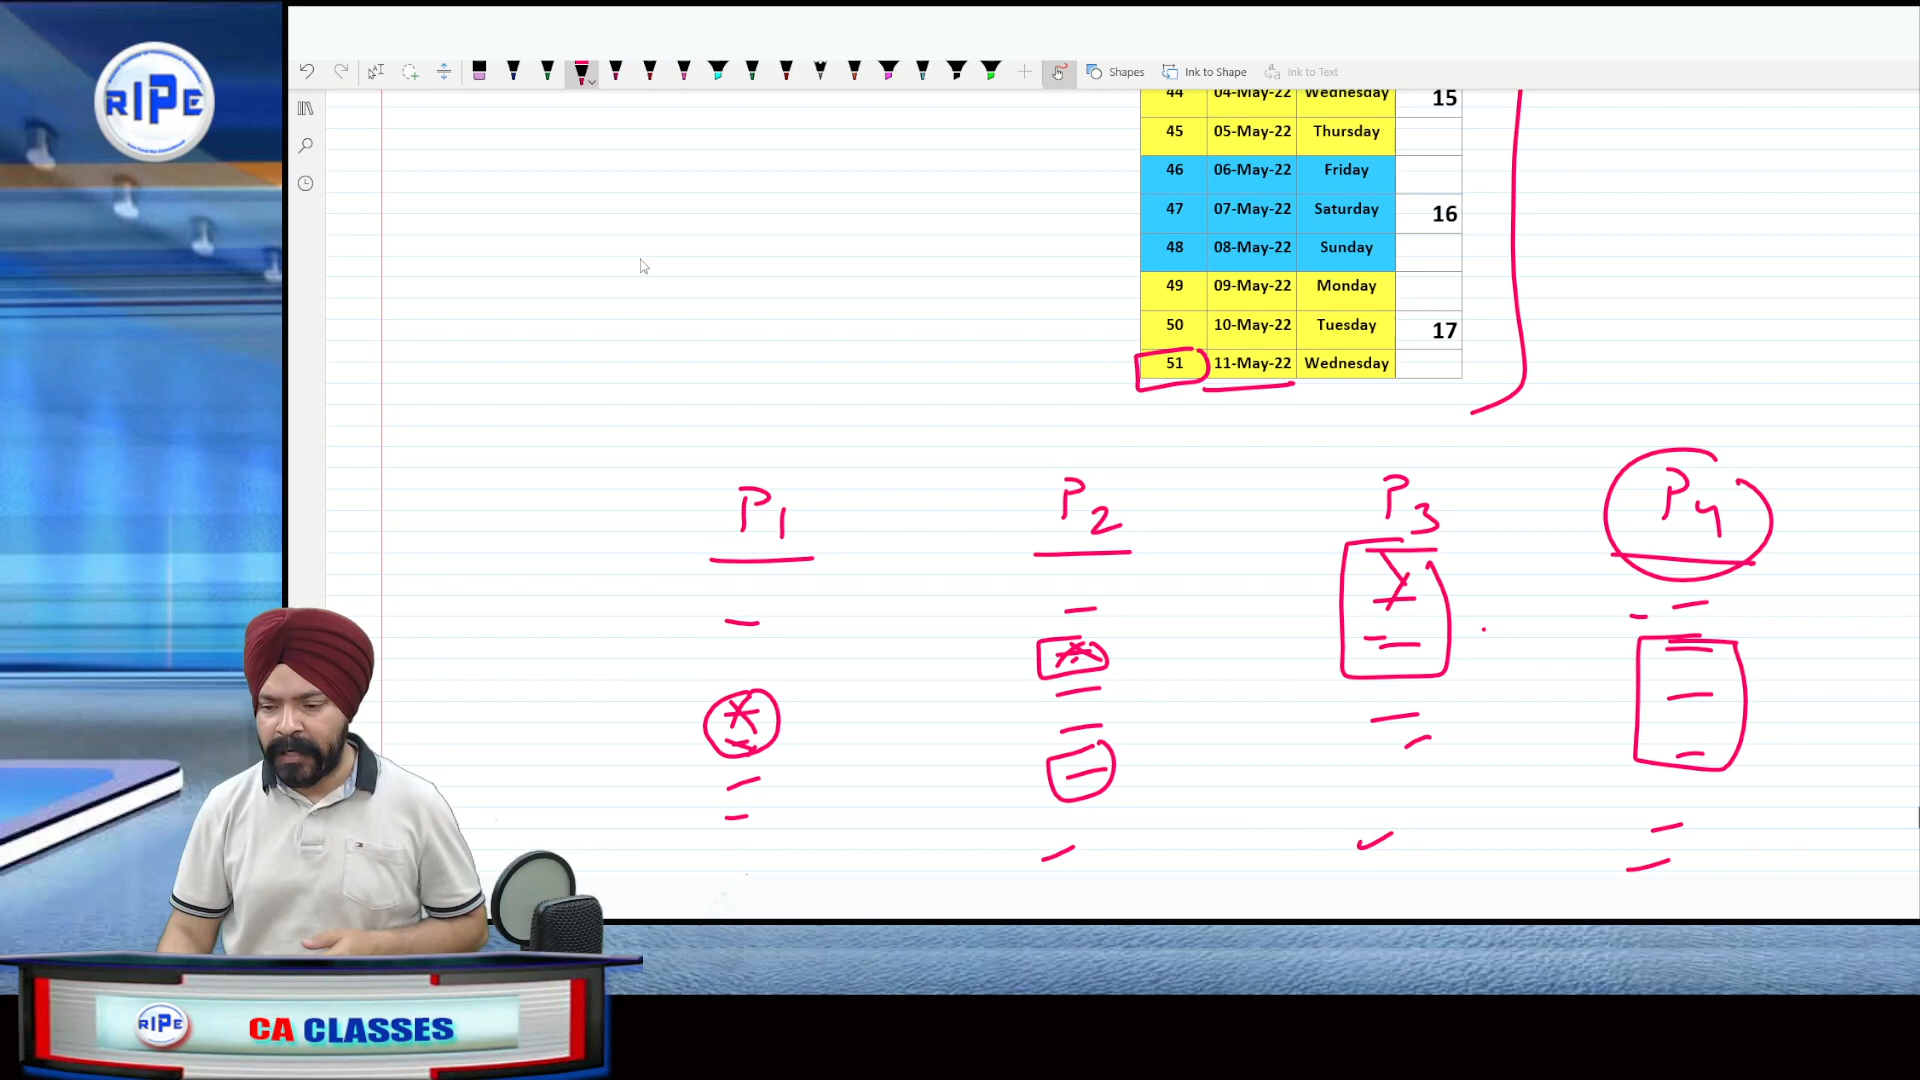 RIPE
Shapes Ink to Shape Ink to Text
44 04-May-22 Wednesday 15
45 05-May-22 Thursday
46 06-May-22 Friday
47 07-May-22 Saturday 16
48 08-May-22 Sunday
49 09-May-22 Monday
50 10-May-22 Tuesday 17
51 11-May-22 Wednesday
P1 P2 P3 P4
RIPE CA CLASSES